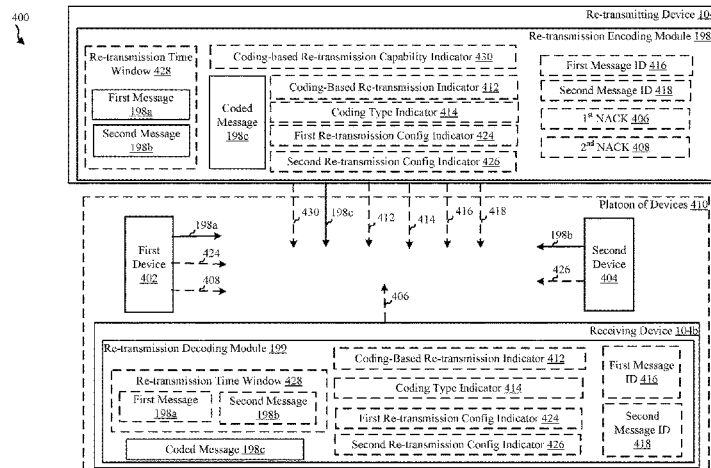 400
Re-transmitting Device 104
Re-transmission Encoding Module 198
Re-transmission Time
Window 428
First Message
198a
Second Message
198b
Coding-based Re-transmission Capability Indicator 430
Coded
Message
198c
Coding-Based Re-transmission Indicator 412
Coding Type Indicator 414
First Re-transmission Config Indicator 424
Second Re-transmission Config Indicator 426
First Message ID 416
Second Message ID 418
1st NACK 406
2nd NACK 408
430
198c
412
414
416
418
Platoon of Devices 410
First
Device
402
198a
424
408
406
198b
426
Second
Device
404
Receiving Device 104b
Re-transmission Decoding Module 199
Re-transmission Time Window 428
First Message
198a
Second Message
198b
Coded Message 198c
Coding-Based Re-transmission Indicator 412
Coding Type Indicator 414
First Re-transmission Config Indicator 424
Second Re-transmission Config Indicator 426
First Message
ID 416
Second
Message ID
418